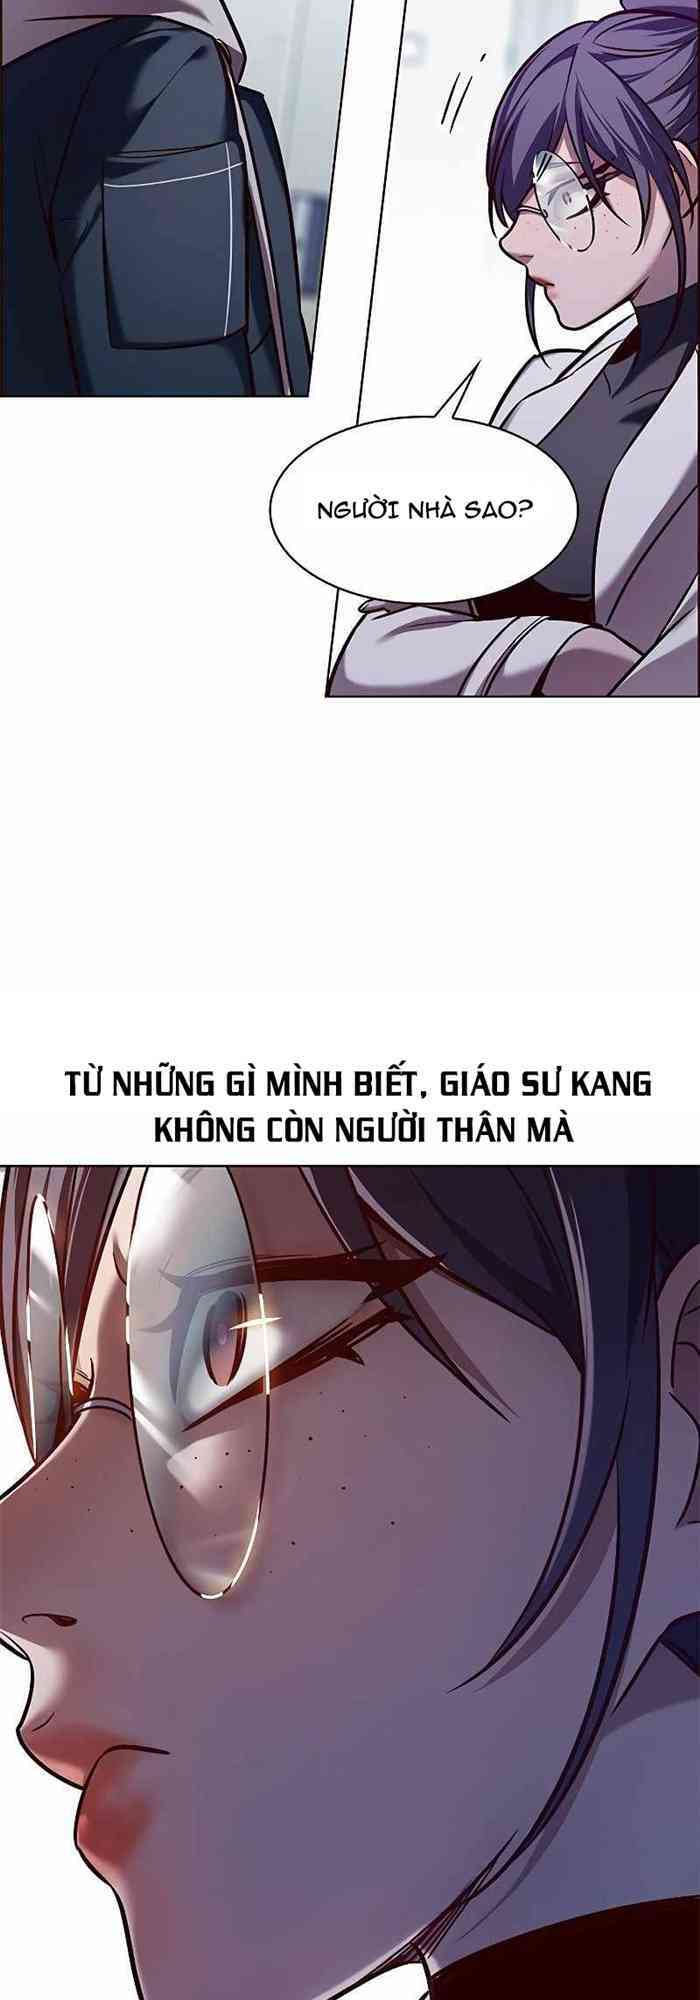 NGƯỜI NHÀ SAO?
TỪ NHỮNG GÌ MÌNH BIẾT, GIÁO SƯ KANG
KHÔNG CÒN NGƯỜI THÂN MÀ